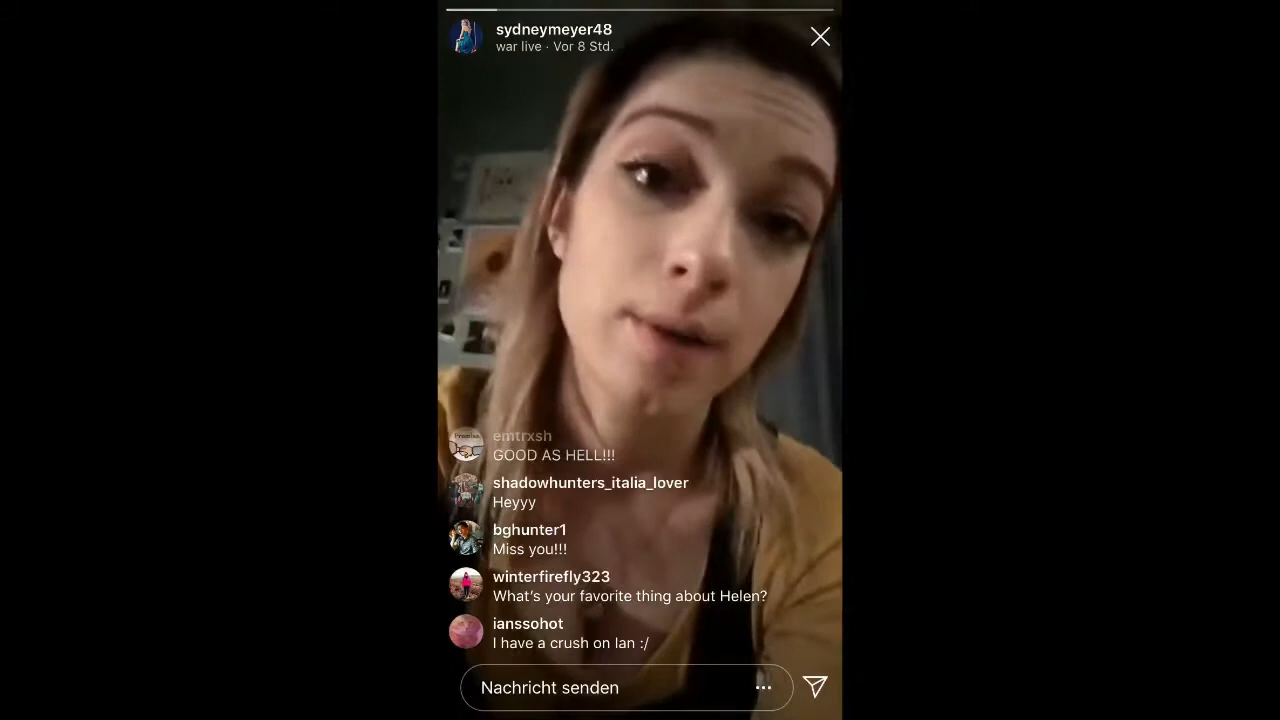 sydneymeyer48
war live · Vor 8 Std.
emtrxsh
GOOD AS HELL!!!
shadowhunters_italia_lover
Heyyy
bghunter1
Miss you!!!
winterfirefly323
What's your favorite thing about Helen?
ianssohot
I have a crush on Ian :/
Nachricht senden